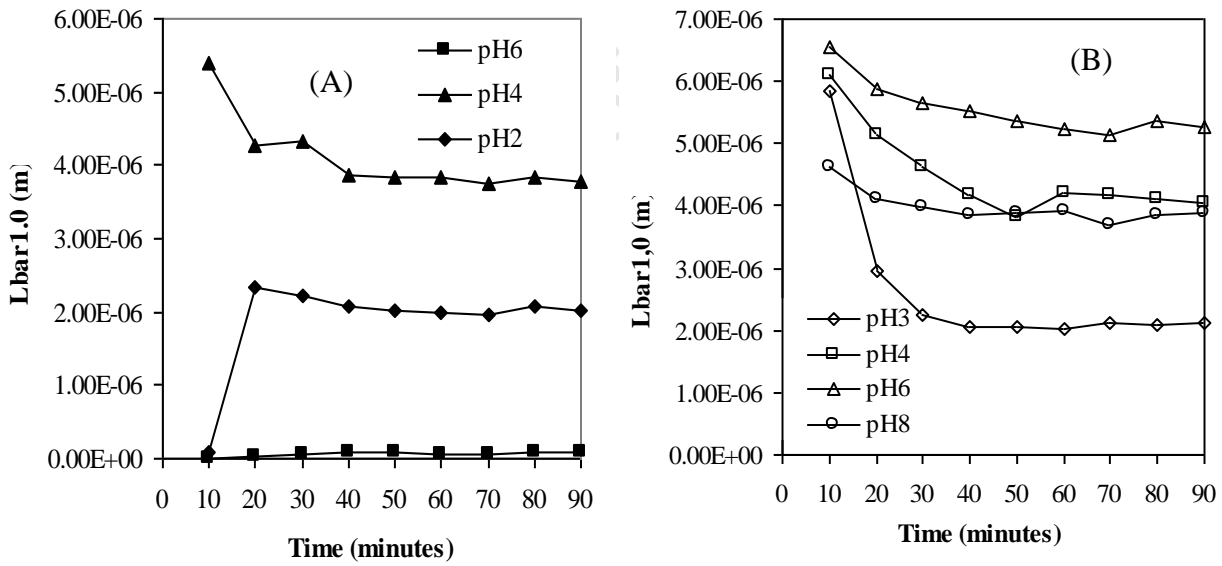 6.00E-06
5.00E-06
4.00E-06
3.00E-06
2.00E-06
1.00E-06
0.00E+00
Lbar1.0 (m)
(A)
pH6
pH4
pH2
0 10 20 30 40 50 60 70 80 90
Time (minutes)
7.00E-06
6.00E-06
5.00E-06
4.00E-06
3.00E-06
2.00E-06
1.00E-06
0.00E+00
Lbar1,0 (m)
(B)
pH3
pH4
pH6
pH8
0 10 20 30 40 50 60 70 80 90
Time (minutes)